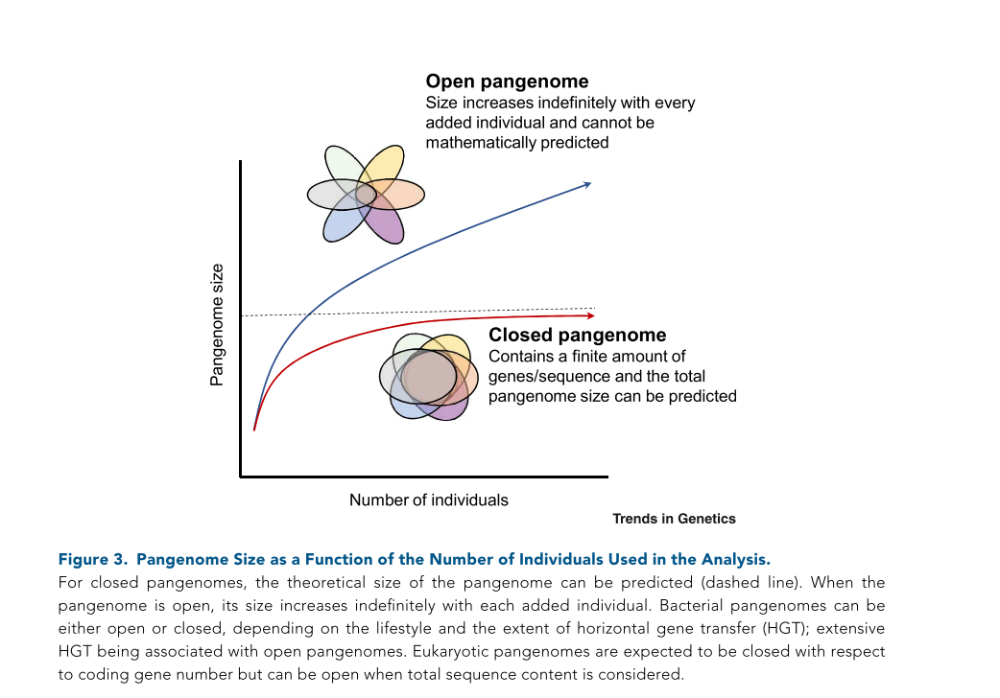 Open pangenome
Size increases indefinitely with every
added individual and cannot be
mathematically predicted
Pangenome size
Closed pangenome
Contains a finite amount of
genes/sequence and the total
pangenome size can be predicted
Number of individuals
Trends in Genetics
Figure 3. Pangenome Size as a Function of the Number of Individuals Used in the Analysis.
For closed pangenomes, the theoretical size of the pangenome can be predicted (dashed line). When the
pangenome is open, its size increases indefinitely with each added individual. Bacterial pangenomes can be
either open or closed, depending on the lifestyle and the extent of horizontal gene transfer (HGT); extensive
HGT being associated with open pangenomes. Eukaryotic pangenomes are expected to be closed with respect
to coding gene number but can be open when total sequence content is considered.